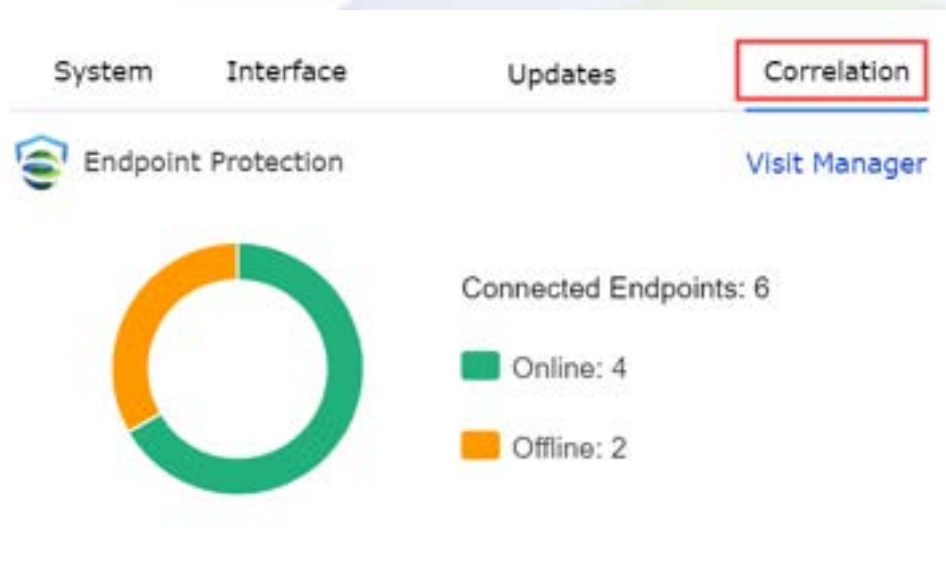 System Interface Updates Correlation
Endpoint Protection Visit Manager
Connected Endpoints: 6
Online: 4
Offline: 2